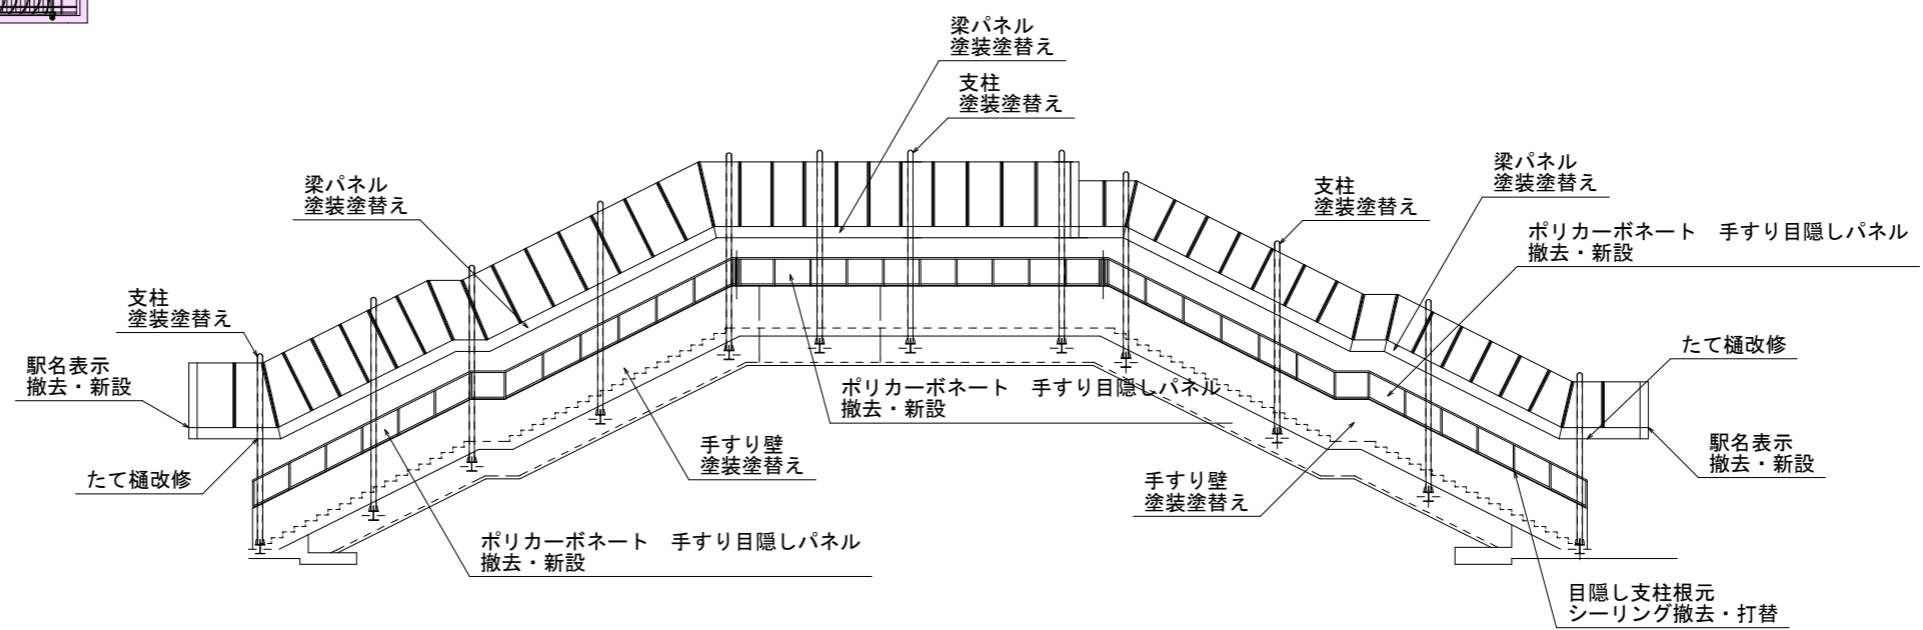 梁パネル
塗装塗替え
支柱
塗装塗替え
梁パネル
塗装塗替え
支柱
塗装塗替え
梁パネル
塗装塗替え
ポリカーボネート　手すり目隠しパネル
撤去・新設
支柱
塗装塗替え
たて樋改修
駅名表示
撤去・新設
ポリカーボネート　手すり目隠しパネル
撤去・新設
手すり壁
塗装塗替え
駅名表示
撤去・新設
たて樋改修
手すり壁
塗装塗替え
ポリカーボネート　手すり目隠しパネル
撤去・新設
目隠し支柱根元
シーリング撤去・打替